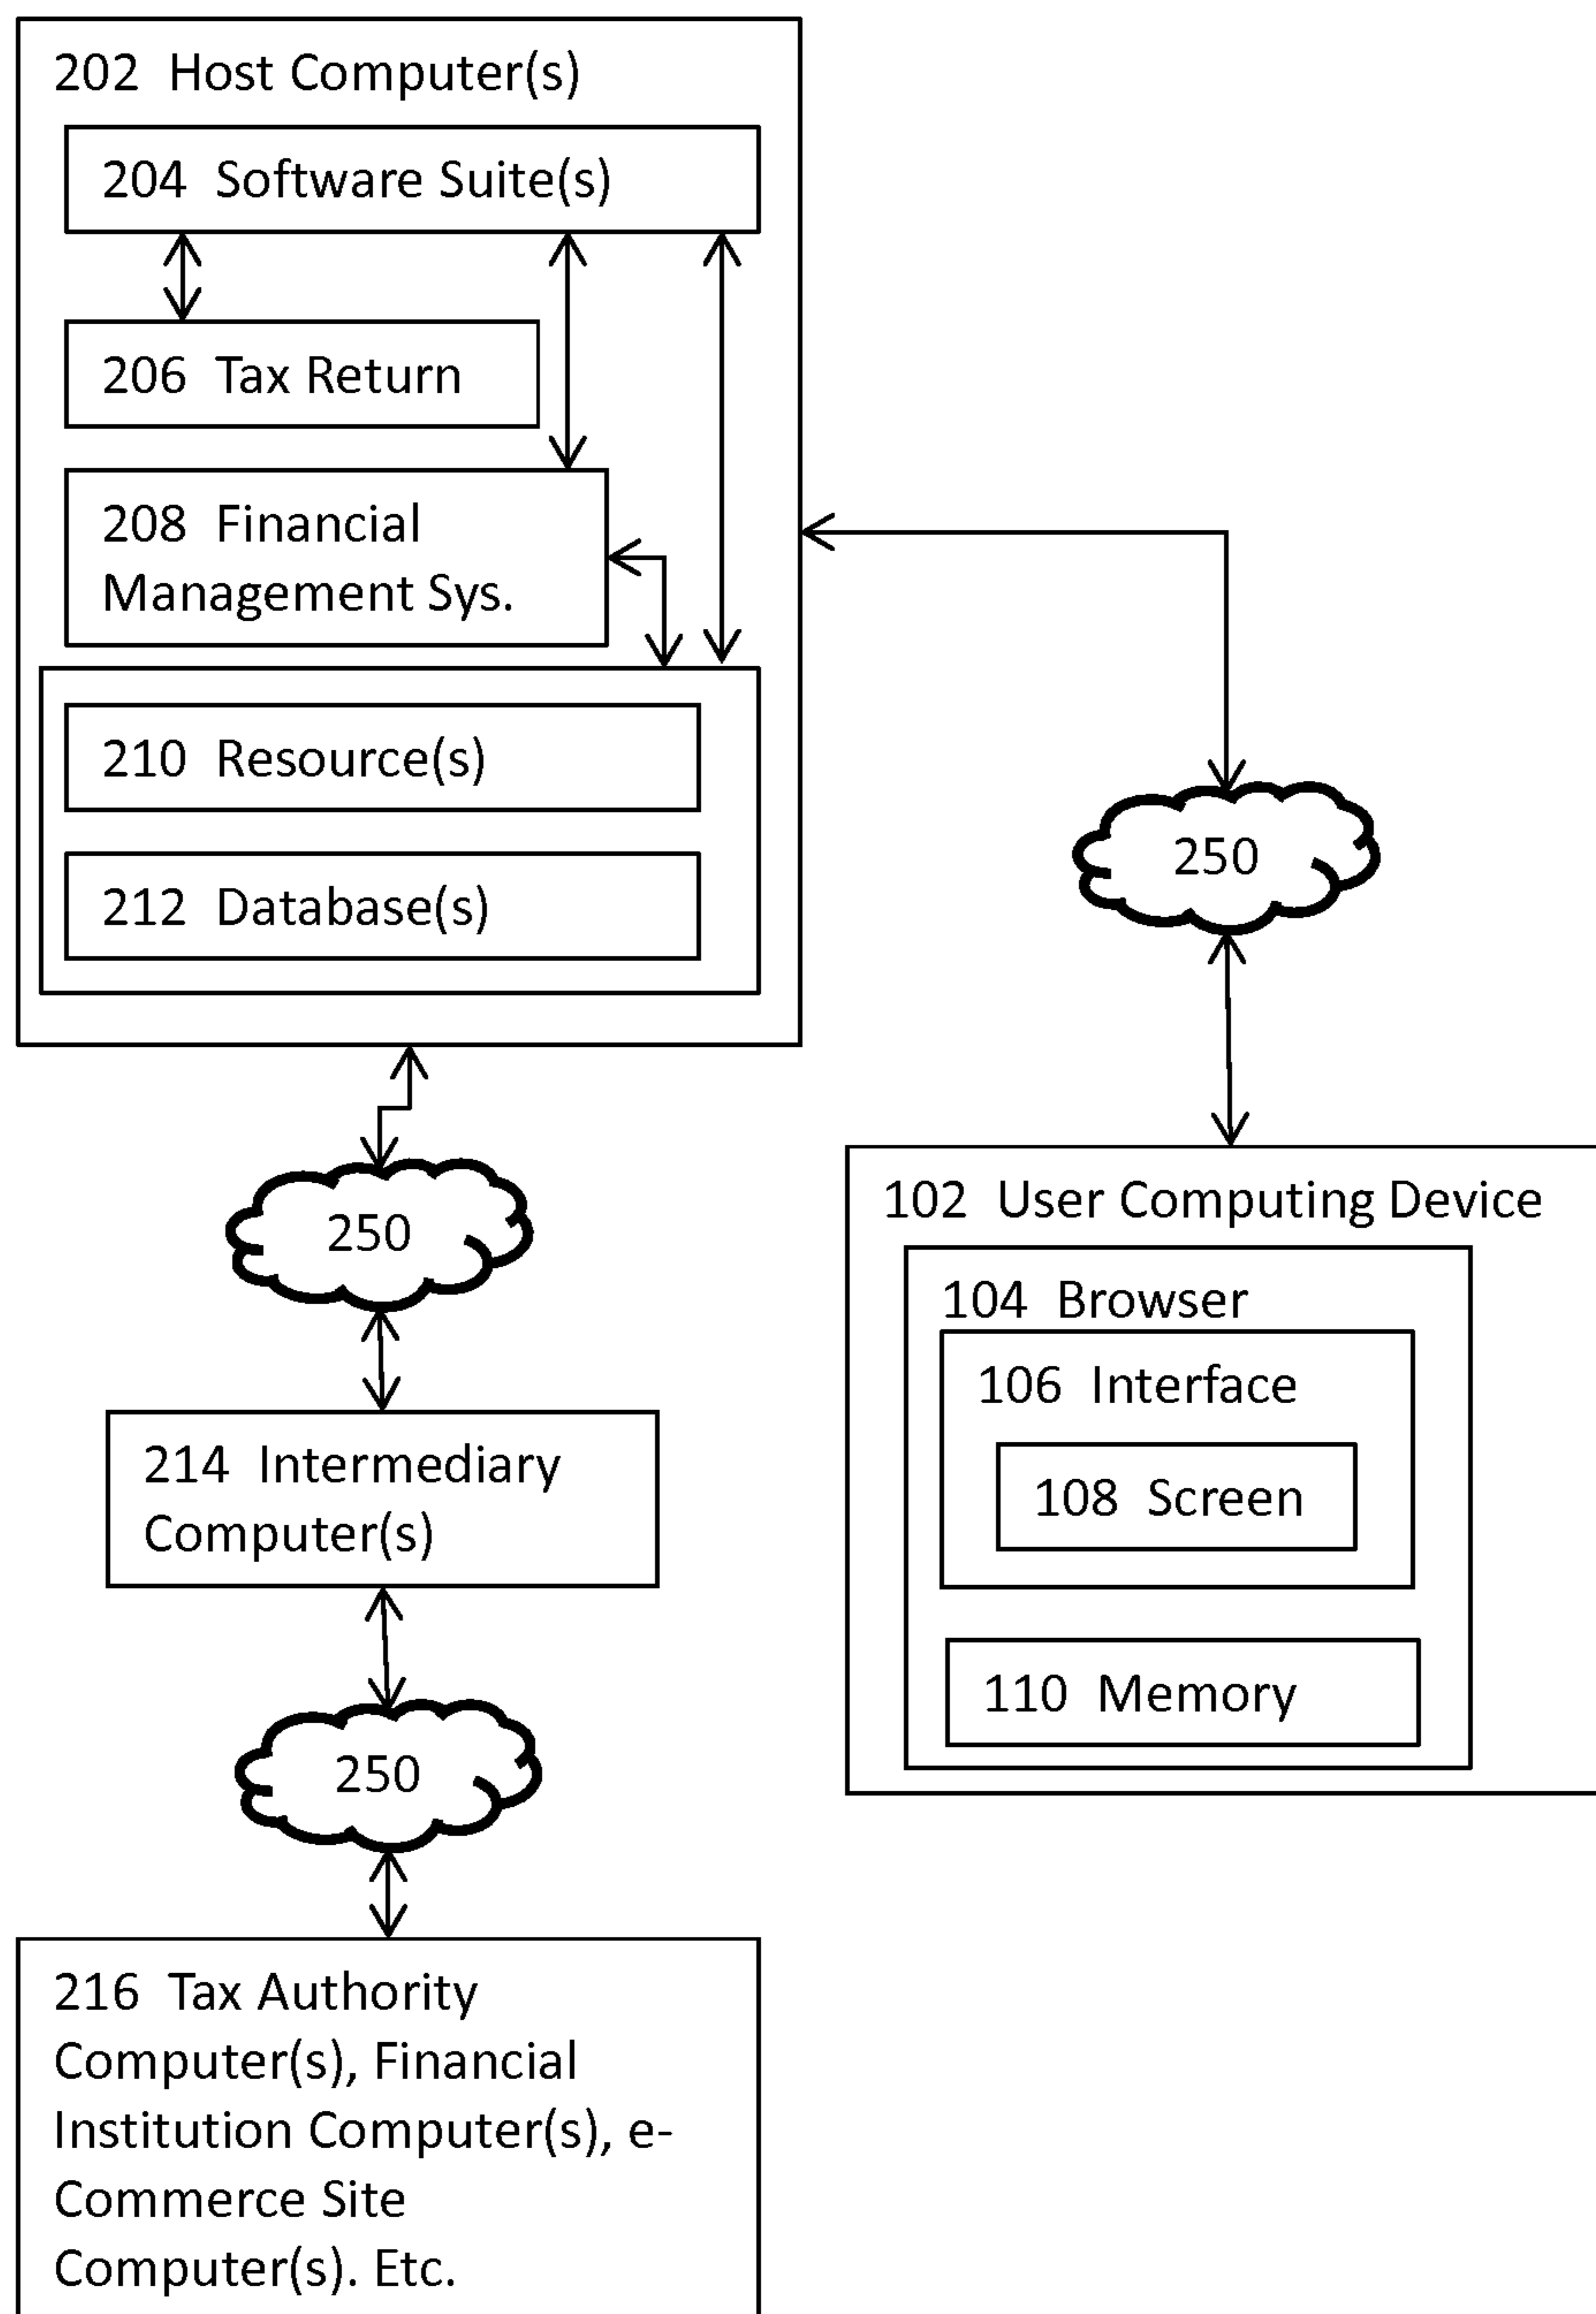 202 Host Computer(s)
204 Software Suite(s)
206 Tax Return
208 Financial
Management Sys.
210 Resource(s)
212 Database(s)
250
250
102 User Computing Device
104 Browser
106 Interface
108 Screen
110 Memory
214 Intermediary
Computer(s)
250
216 Tax Authority
Computer(s), Financial
Institution Computer(s), e-
Commerce Site
Computer(s). Etc.